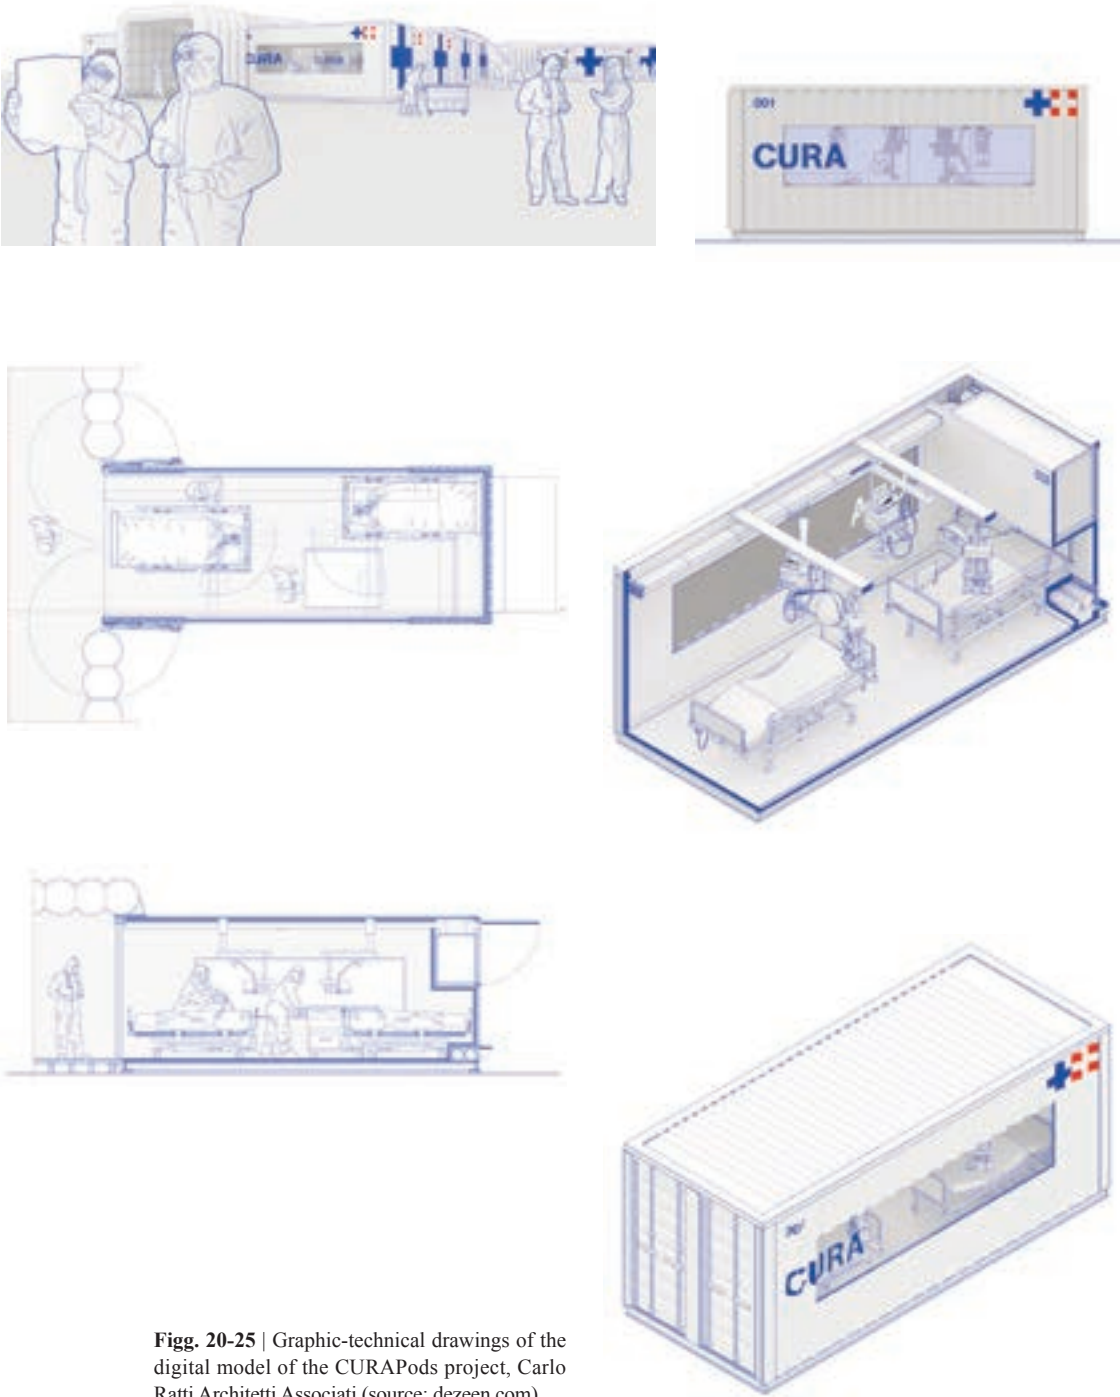 CURA
001
CURA
CURA
Figg. 20-25 | Graphic-technical drawings of the
digital model of the CURAPods project, Carlo
Ratti Architetti Associati (source: dezeen.com)